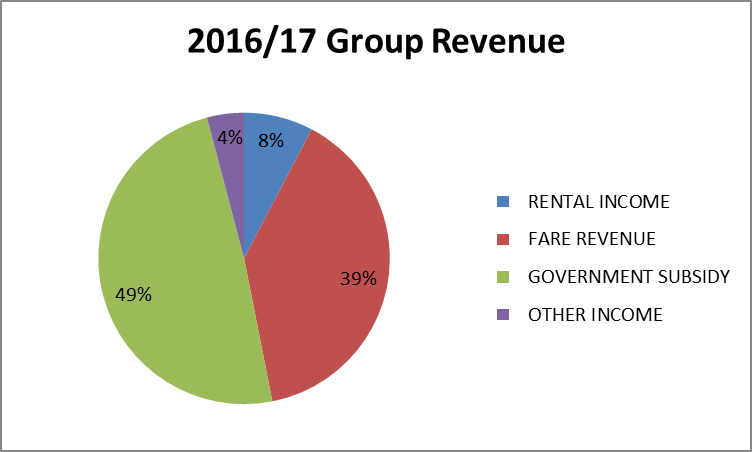 2016/17 Group Revenue
4%
8%
39%
49%
RENTAL INCOME
FARE REVENUE
GOVERNMENT SUBSIDY
OTHER INCOME